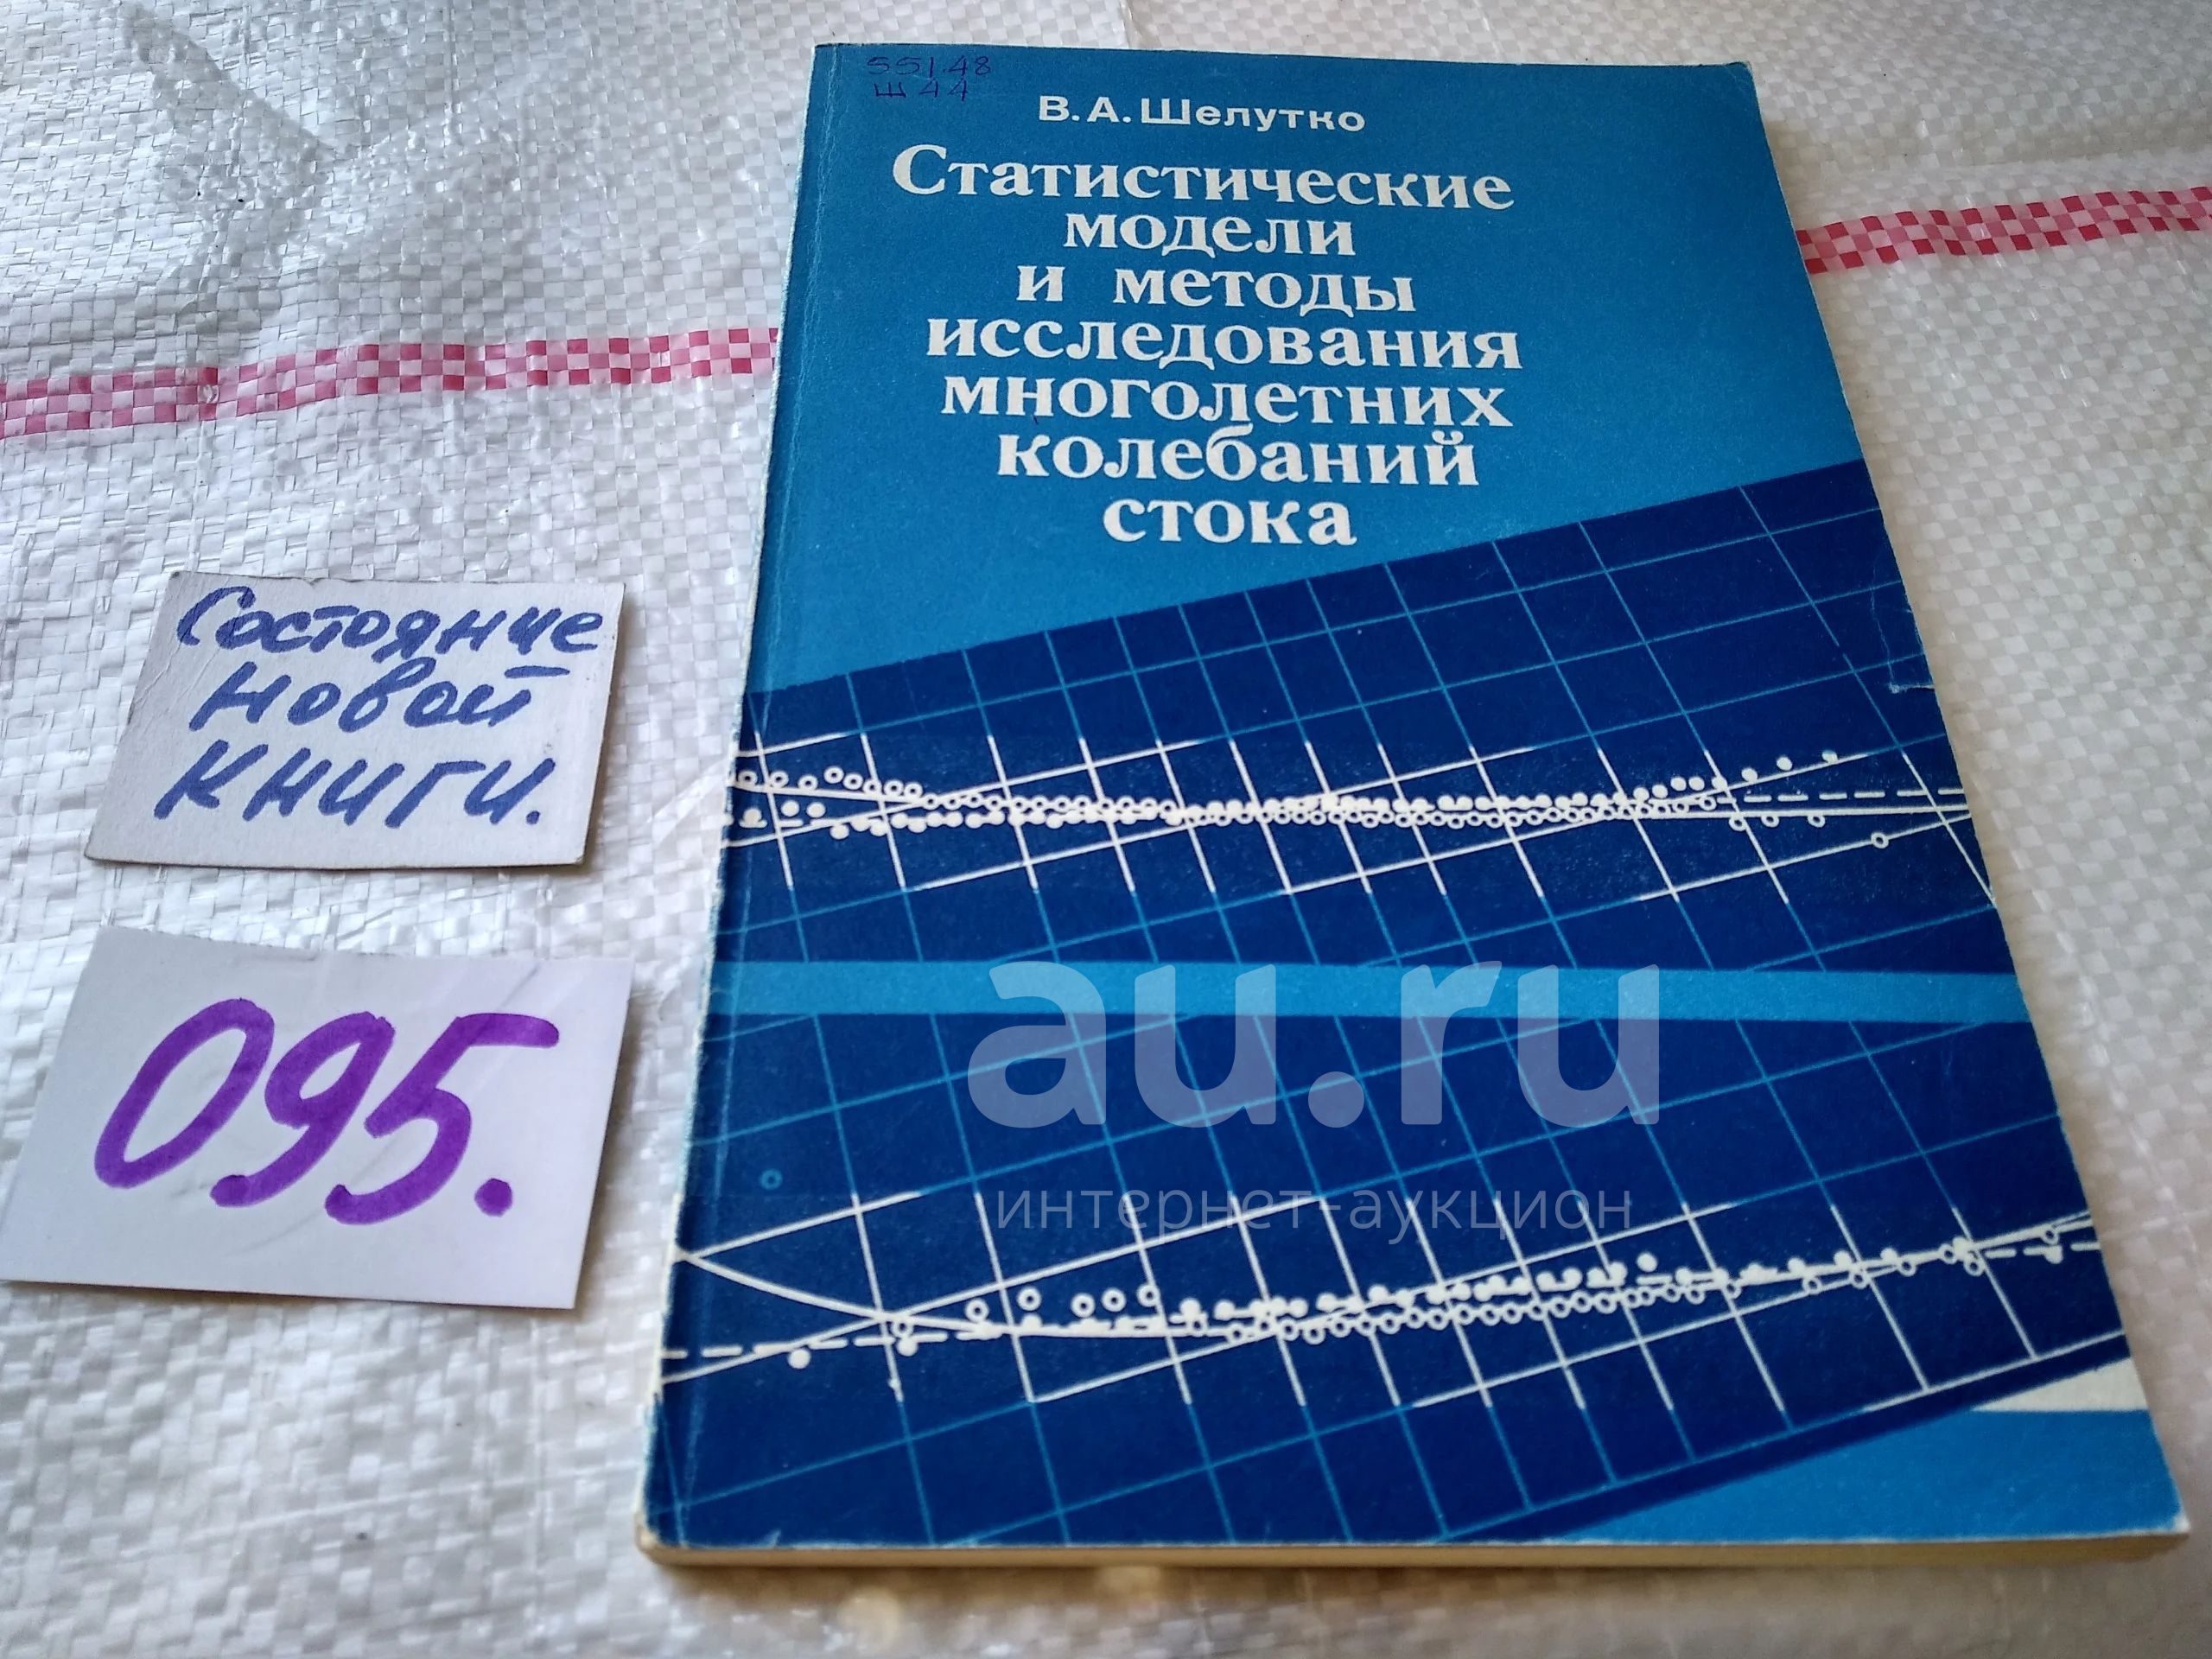 551.48
Ш 44
В. А. Шелутко
Статистические
модели
и методы
исследования
многолетних
колебаний
стока
Состояние
новой
книги.
095.
au.ru
интернет-аукцион